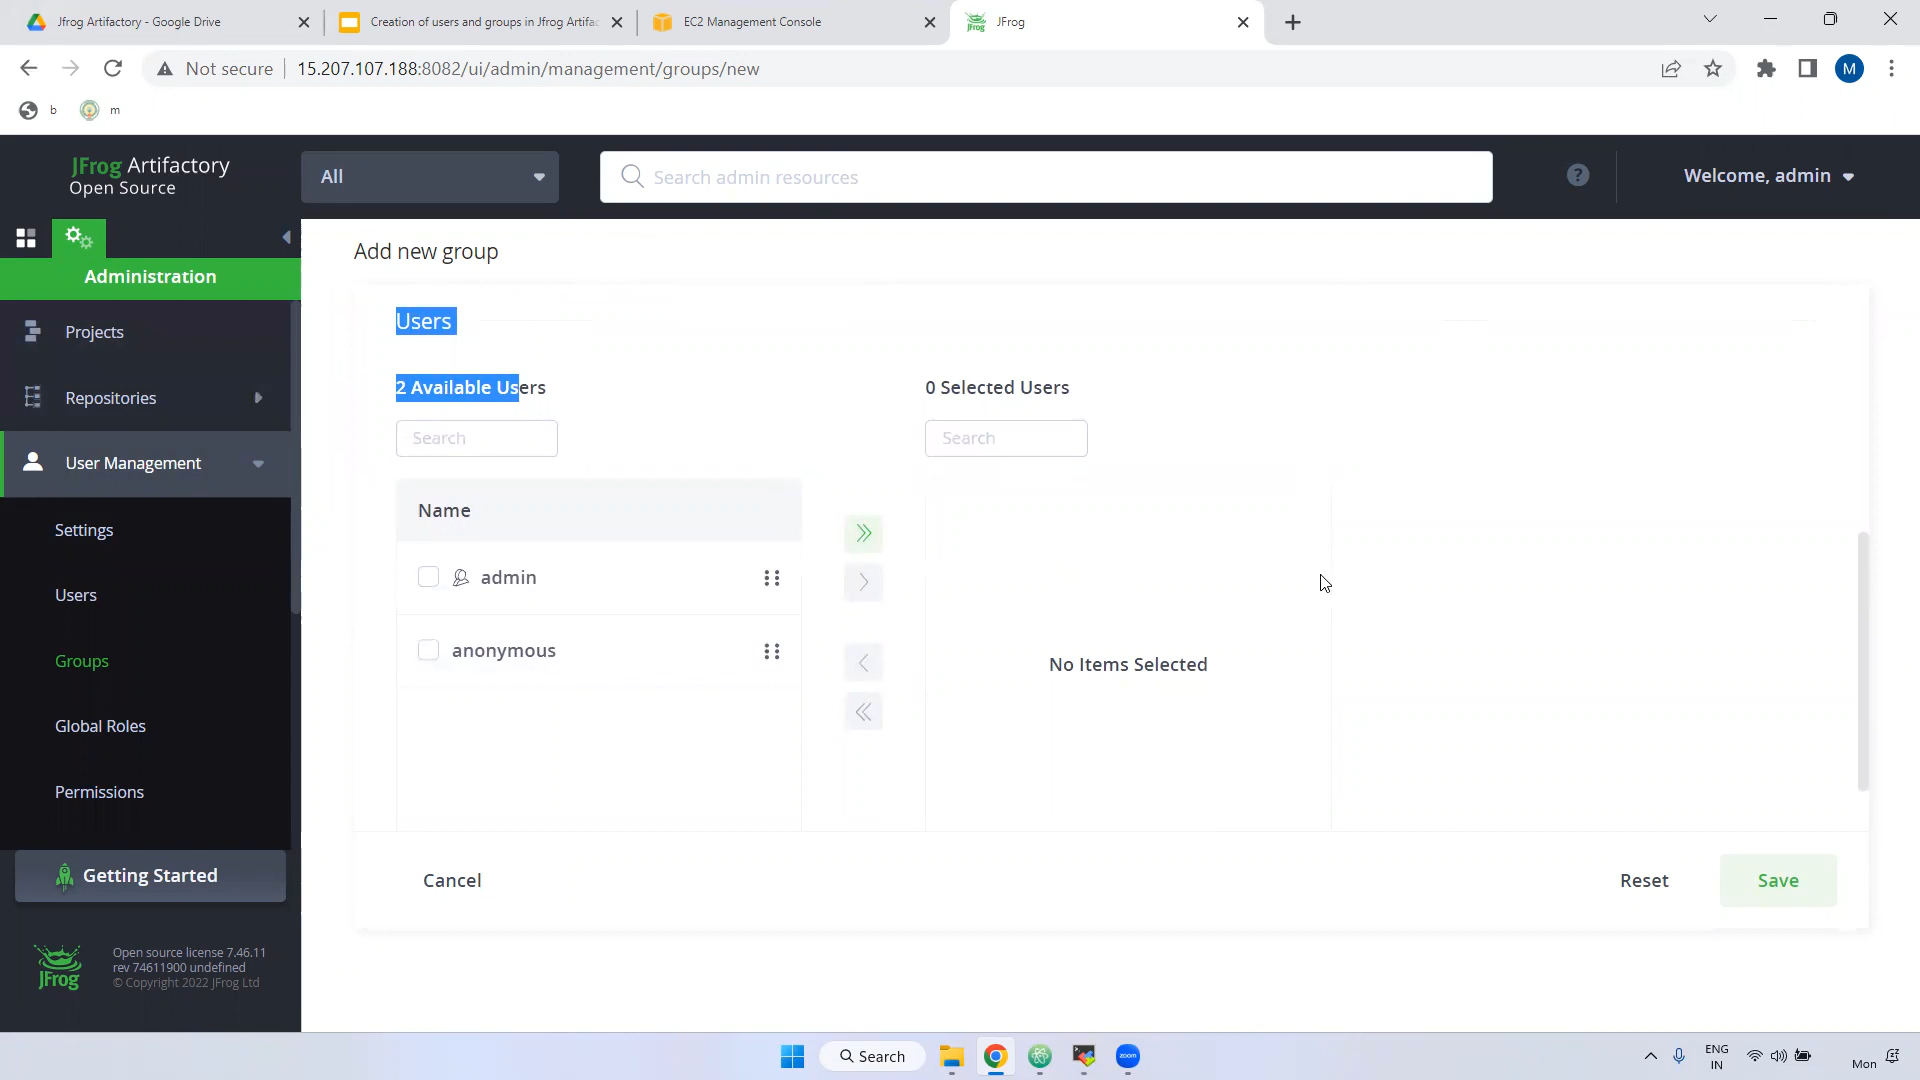 Jfrog Artifactory - Google Drive
Creation of users and groups in Jfrog Artifac
EC2 Management Console
JFrog
Not secure
15.207.107.188:8082/ui/admin/management/groups/new
M
b
m
JFrog Artifactory
Open Source
All
Search admin resources
?
Welcome, admin
Administration
Projects
Repositories
User Management
Settings
Users
Groups
Global Roles
Permissions
Getting Started
JFrog
Open source license 7.46.11
rev 74611900 undefined
© Copyright 2022 JFrog Ltd
Add new group
Users
2 Available Users
Search
Name
admin
anonymous
0 Selected Users
Search
No Items Selected
Cancel
Reset
Save
Search
zoom
ENG
IN
Mon